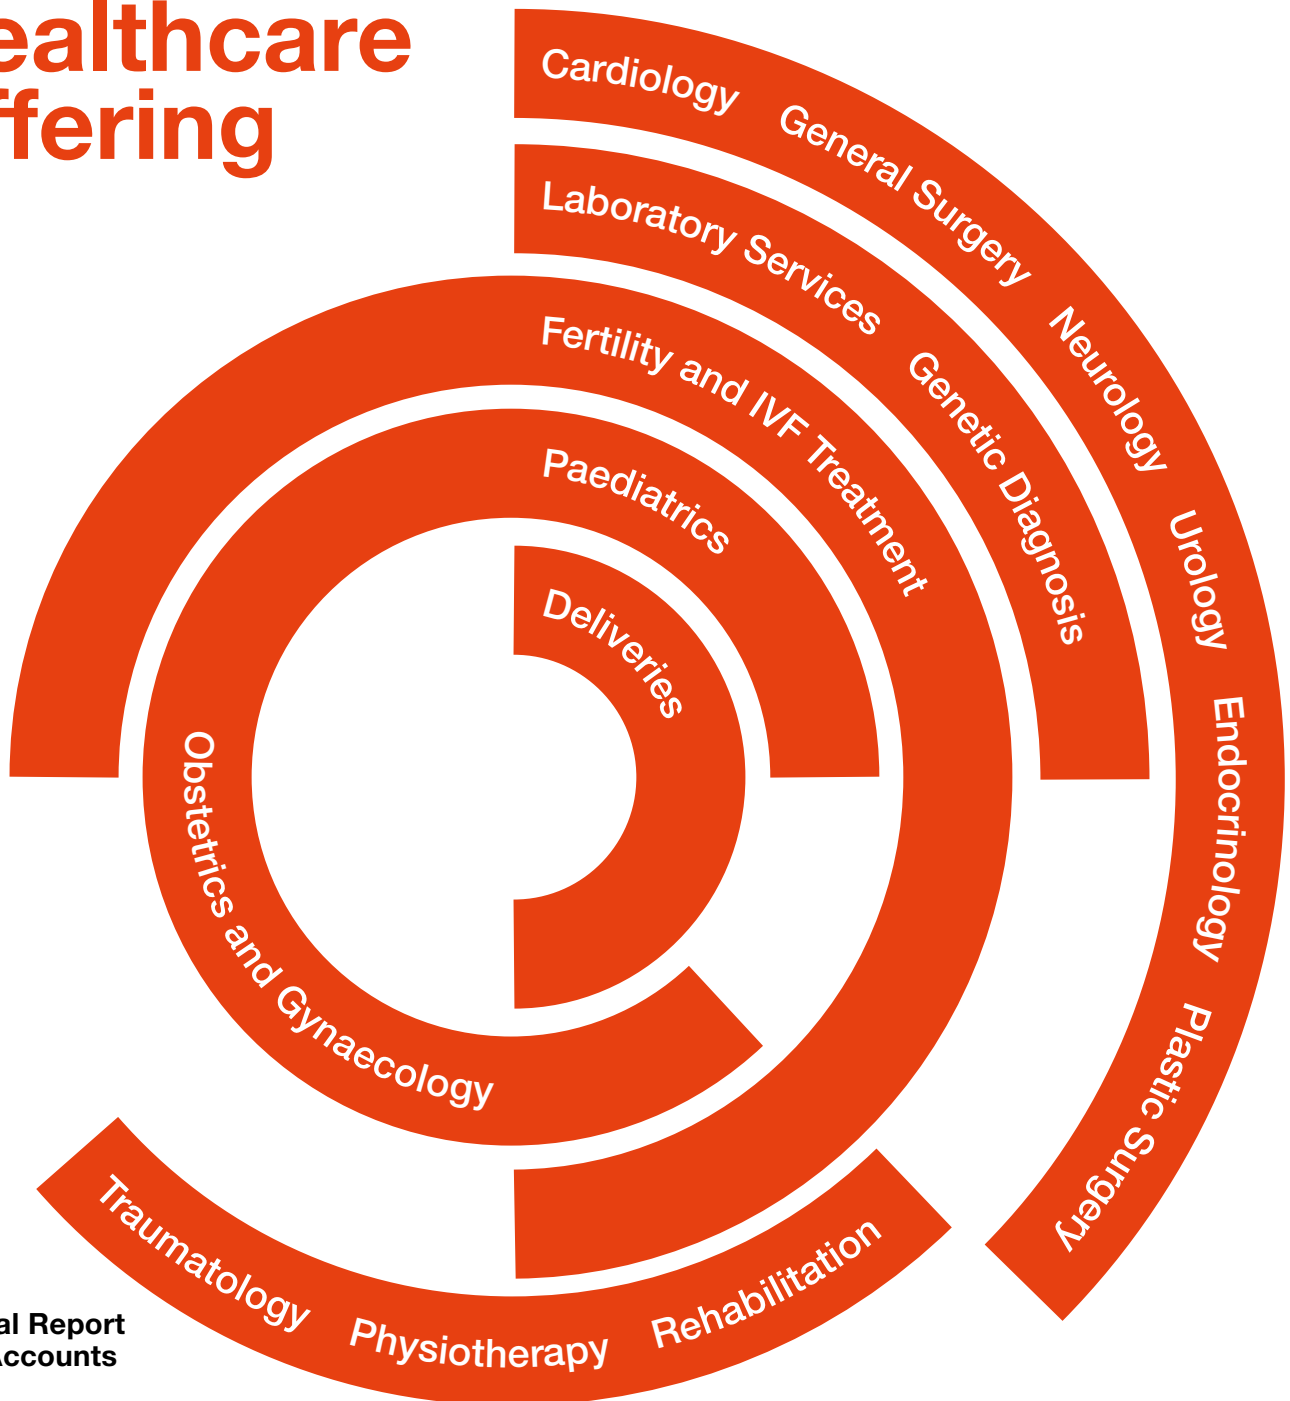 ealthcare
ffering
Cardiology General Surgery Neurology Urology Endocrinology Plastic Surgery
Laboratory Services Genetic Diagnosis
Fertility and IVF Treatment
Paediatrics
Deliveries
Obstetrics and Gynaecology
Traumatology Physiotherapy Rehabilitation
al Report
Accounts